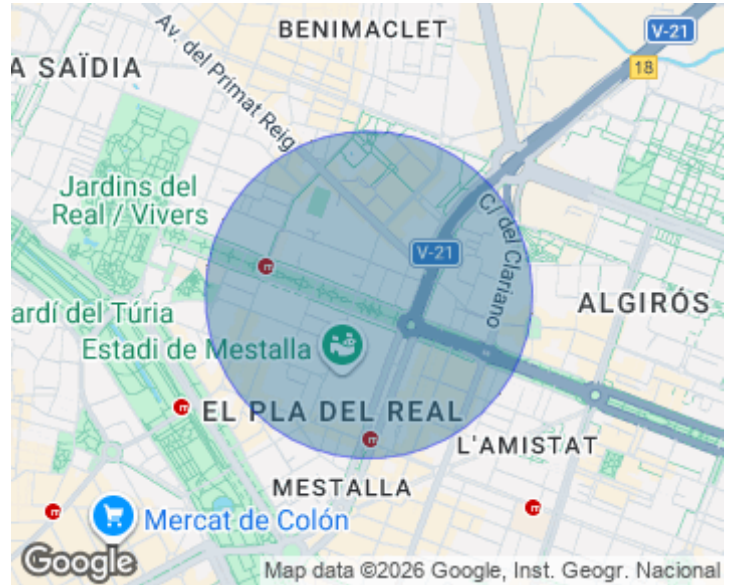 BENIMACLET
V-21
A SAÏDIA
18
Av. del Primat Reig
Jardins del
Real / Vivers
C/ del Clariano
V-21
ALGIRÓS
ardí del Túria
Estadi de Mestalla
EL PLA DEL REAL
L'AMISTAT
MESTALLA
Mercat de Colón
Google
Map data ©2026 Google, Inst. Geogr. Nacional